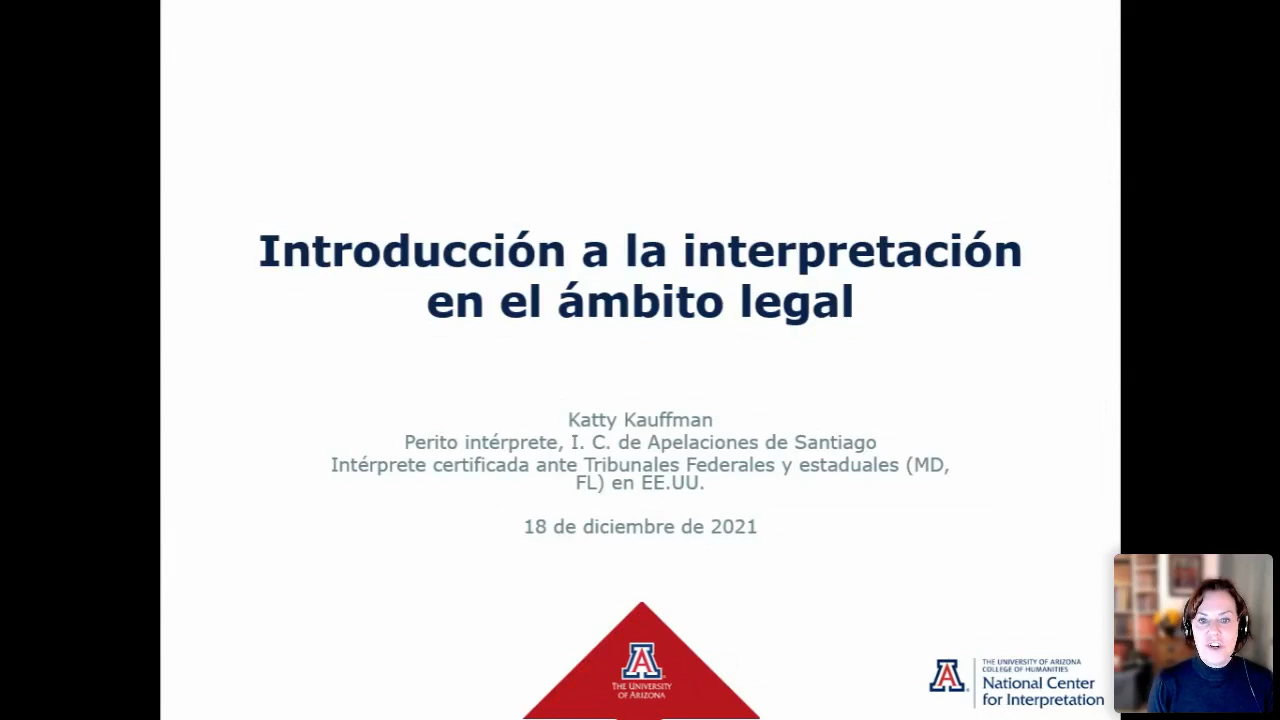 Introducción a la interpretación
en el ámbito legal
Katty Kauffman
Perito intérprete, I. C. de Apelaciones de Santiago
Intérprete certificada ante Tribunales Federales y estaduales (MD,
FL) en EE.UU.
18 de diciembre de 2021
A
THE UNIVERSITY
OF ARIZONA
A
THE UNIVERSITY OF ARIZONA
COLLEGE OF HUMANITIES
National Center
for Interpretation